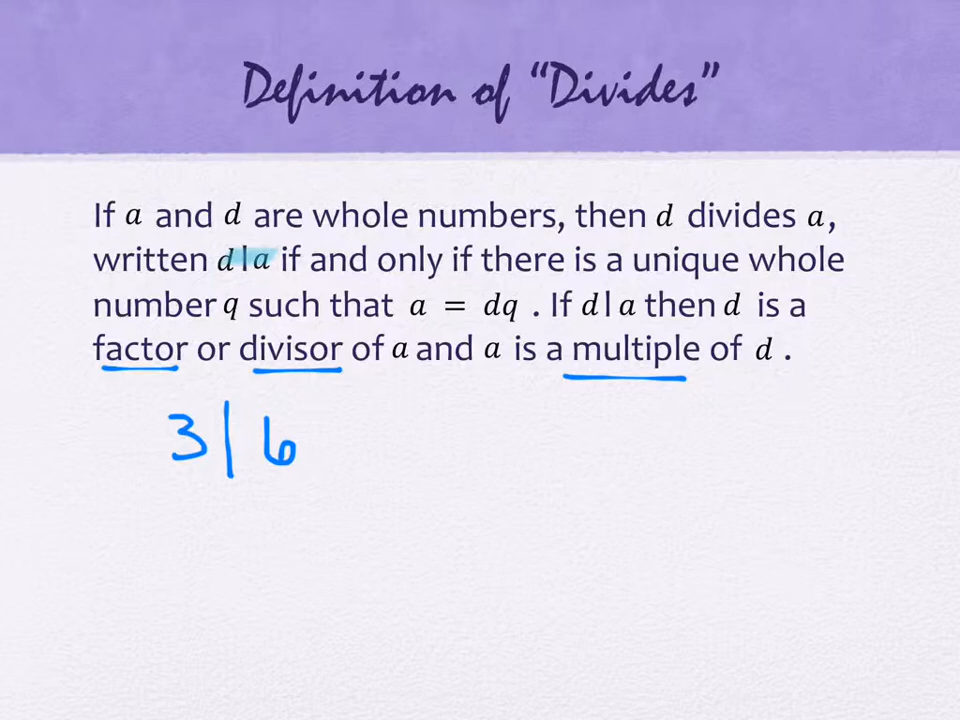 Definition of “Divides”
If a and d are whole numbers, then d divides a,
written d|a if and only if there is a unique whole
number q such that a = dq . If d|a then d is a
factor or divisor of a and a is a multiple of d .
3|6